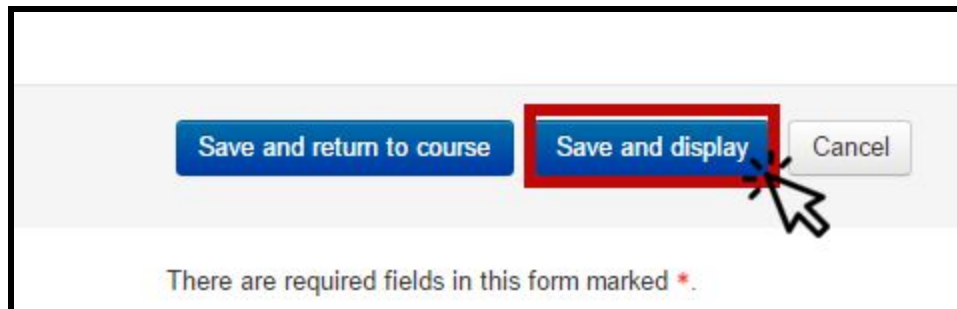 Save and return to course Save and display Cancel
There are required fields in this form marked *.